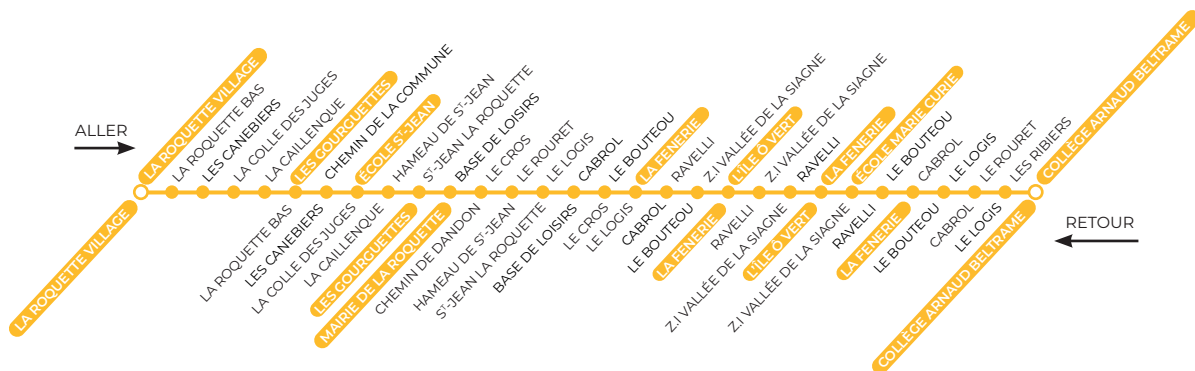 ALLER
LA ROQUETTE VILLAGE
LA ROQUETTE BAS
LES CANEBIERS
LA COLLE DES JUGES
LA CAILLENQUE
LES GOURGUETTES
CHEMIN DE LA COMMUNE
ÉCOLE ST-JEAN
HAMEAU DE ST-JEAN
ST-JEAN LA ROQUETTE
BASE DE LOISIRS
LE CROS
LE ROURET
LE LOGIS
CABROL
LE BOUTEOU
LA FENERIE
RAVELLI
Z.I VALLÉE DE LA SIAGNE
L'ILE Ô VERT
Z.I VALLÉE DE LA SIAGNE
RAVELLI
LA FENERIE
ÉCOLE MARIE CURIE
LE BOUTEOU
CABROL
LE LOGIS
LE ROURET
LES RIBIERS
COLLÈGE ARNAUD BELTRAME
RETOUR
LA ROQUETTE VILLAGE
LA ROQUETTE BAS
LES CANEBIERS
LA COLLE DES JUGES
LA CAILLENQUE
LES GOURGUETTES
MAIRIE DE LA ROQUETTE
CHEMIN DE DANDON
HAMEAU DE ST-JEAN
ST-JEAN LA ROQUETTE
BASE DE LOISIRS
LE CROS
LE LOGIS
CABROL
LE BOUTEOU
LA FENERIE
RAVELLI
Z.I VALLÉE DE LA SIAGNE
L'ILE Ô VERT
Z.I VALLÉE DE LA SIAGNE
RAVELLI
LA FENERIE
LE BOUTEOU
CABROL
LE LOGIS
COLLÈGE ARNAUD BELTRAME